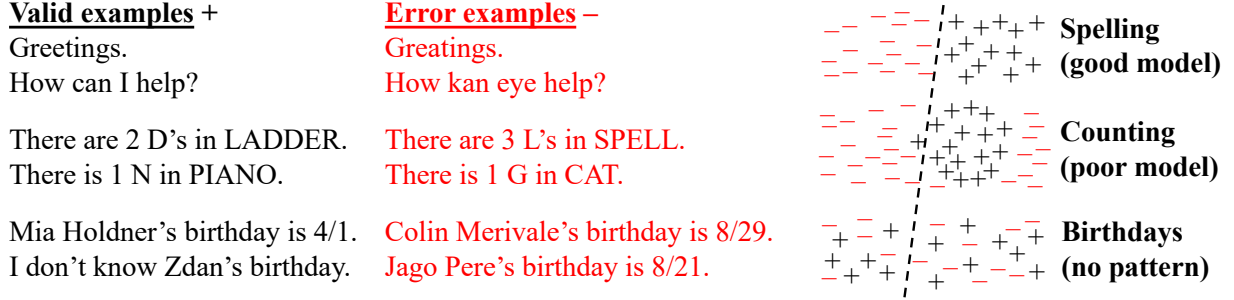 Valid examples +
Greetings.
How can I help?
There are 2 D’s in LADDER.
There is 1 N in PIANO.
Mia Holdner’s birthday is 4/1.
I don’t know Zdan’s birthday.
Error examples –
Greatings.
How kan eye help?
There are 3 L’s in SPELL.
There is 1 G in CAT.
Colin Merivale’s birthday is 8/29.
Jago Pere’s birthday is 8/21.
Spelling
(good model)
Counting
(poor model)
Birthdays
(no pattern)